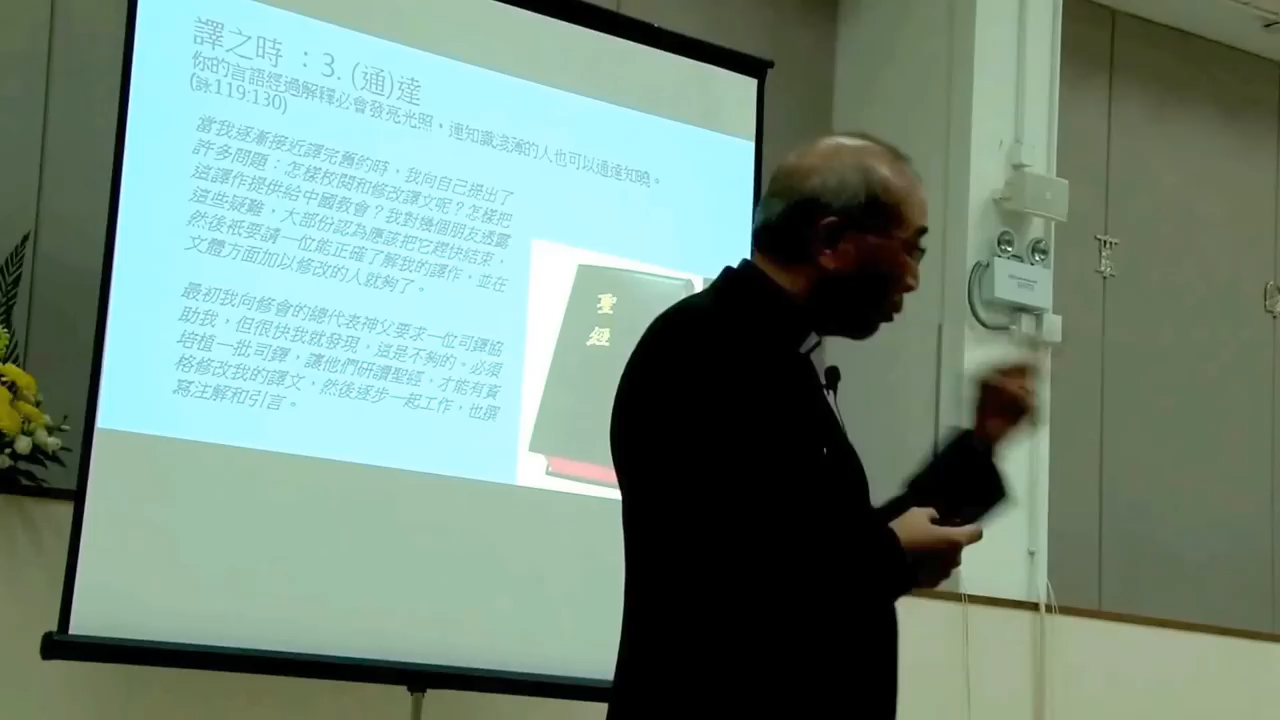 譯之時：3. (通)達
你的言語經過解釋必會發亮光照，連知識淺薄的人也可以通達知曉。
(詠119:130)
當我逐漸接近譯完舊約時，我向自己提出了
許多問題：怎樣校閱和修改譯文呢？怎樣把
這譯作提供給中國教會？我對幾個朋友透露
這些疑難，大部份認為應該把它趕快結束，
然後祇要請一位能正確了解我的譯作，並在
文體方面加以修改的人就夠了。
最初我向修會的總代表神父要求一位司鐸協
助我，但很快我就發現，這是不夠的。必須
培植一批司鐸，讓他們研讀聖經，才能有資
格修改我的譯文，然後逐步一起工作，也撰
寫注解和引言。
聖
經